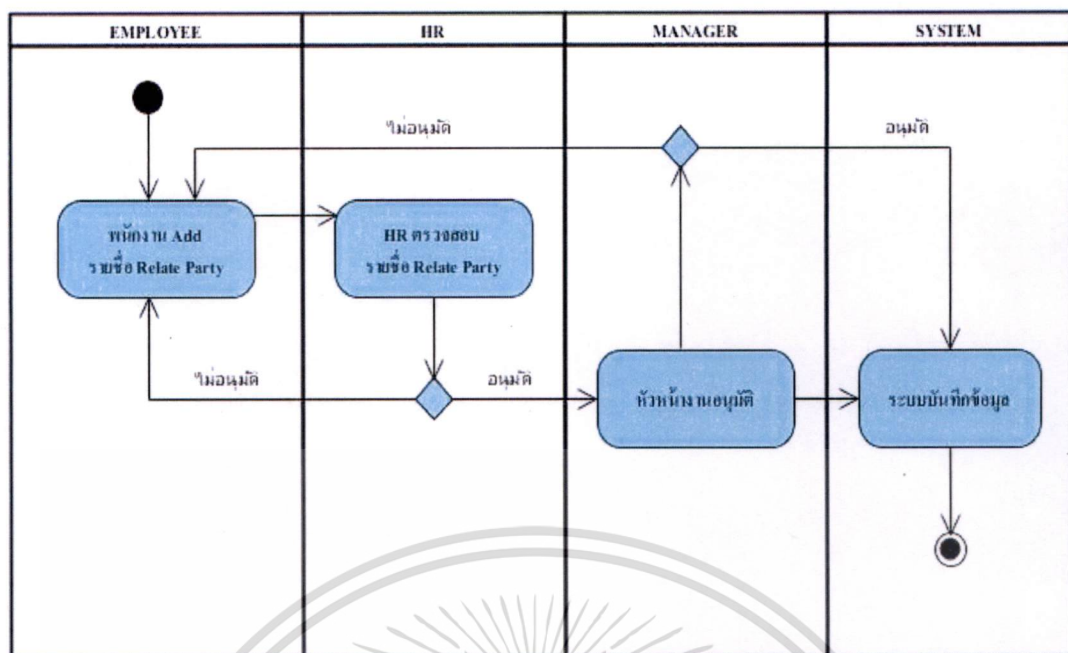 EMPLOYEE
HR
MANAGER
SYSTEM
ไม่อนุมัติ
อนุมัติ
พนักงาน Add
รายชื่อ Relate Party
HR ตรวจสอบ
รายชื่อ Relate Party
ไม่อนุมัติ
อนุมัติ
หัวหน้างานอนุมัติ
ระบบบันทึกข้อมูล